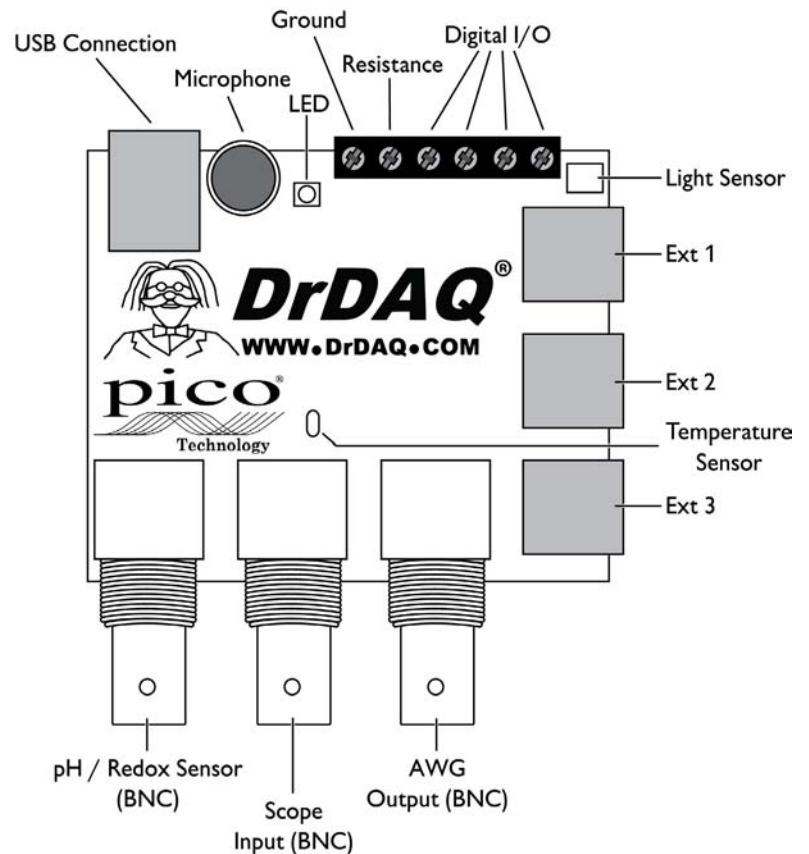 Ground
Digital I/O
USB Connection
Resistance
Microphone
LED
Light Sensor
Ext 1
DrDAQ®
WWW•DrDAQ•COM
pico®
Technology
Ext 2
Temperature
Sensor
Ext 3
pH / Redox Sensor
(BNC)
Scope
Input (BNC)
AWG
Output (BNC)